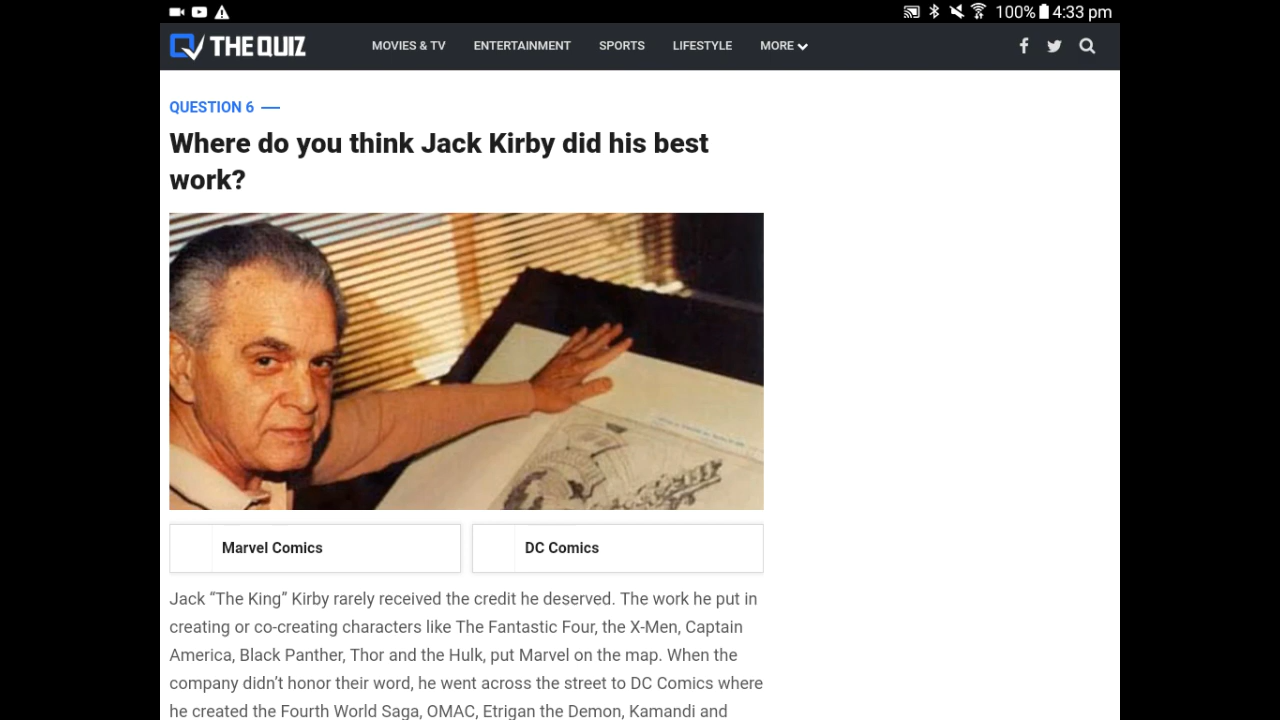 100% 4:33 pm
THE QUIZ MOVIES & TV ENTERTAINMENT SPORTS LIFESTYLE MORE
QUESTION 6
Where do you think Jack Kirby did his best
work?
Marvel Comics
DC Comics
Jack “The King” Kirby rarely received the credit he deserved. The work he put in
creating or co-creating characters like The Fantastic Four, the X-Men, Captain
America, Black Panther, Thor and the Hulk, put Marvel on the map. When the
company didn’t honor their word, he went across the street to DC Comics where
he created the Fourth World Saga, OMAC, Etrigan the Demon, Kamandi and